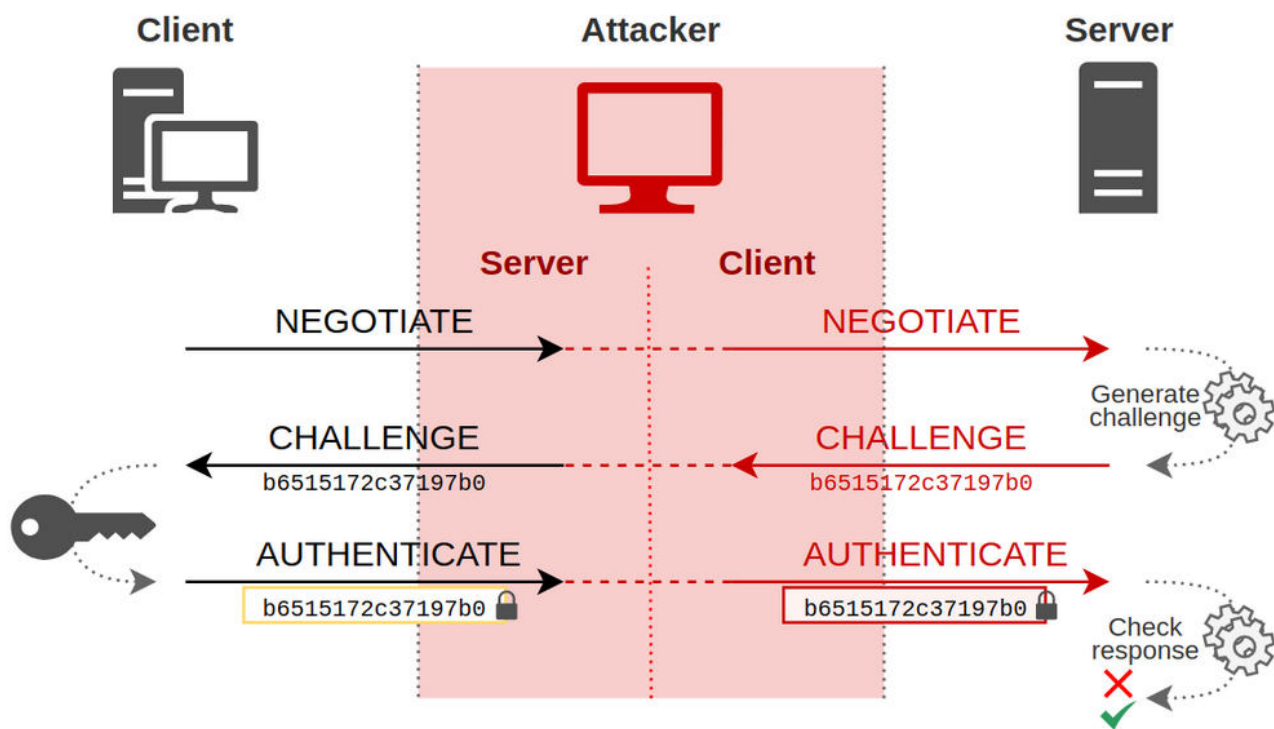 Client
Attacker
Server
Server
Client
NEGOTIATE
NEGOTIATE
Generate
challenge
CHALLENGE
CHALLENGE
b6515172c37197b0
b6515172c37197b0
AUTHENTICATE
AUTHENTICATE
b6515172c37197b0
b6515172c37197b0
Check
response